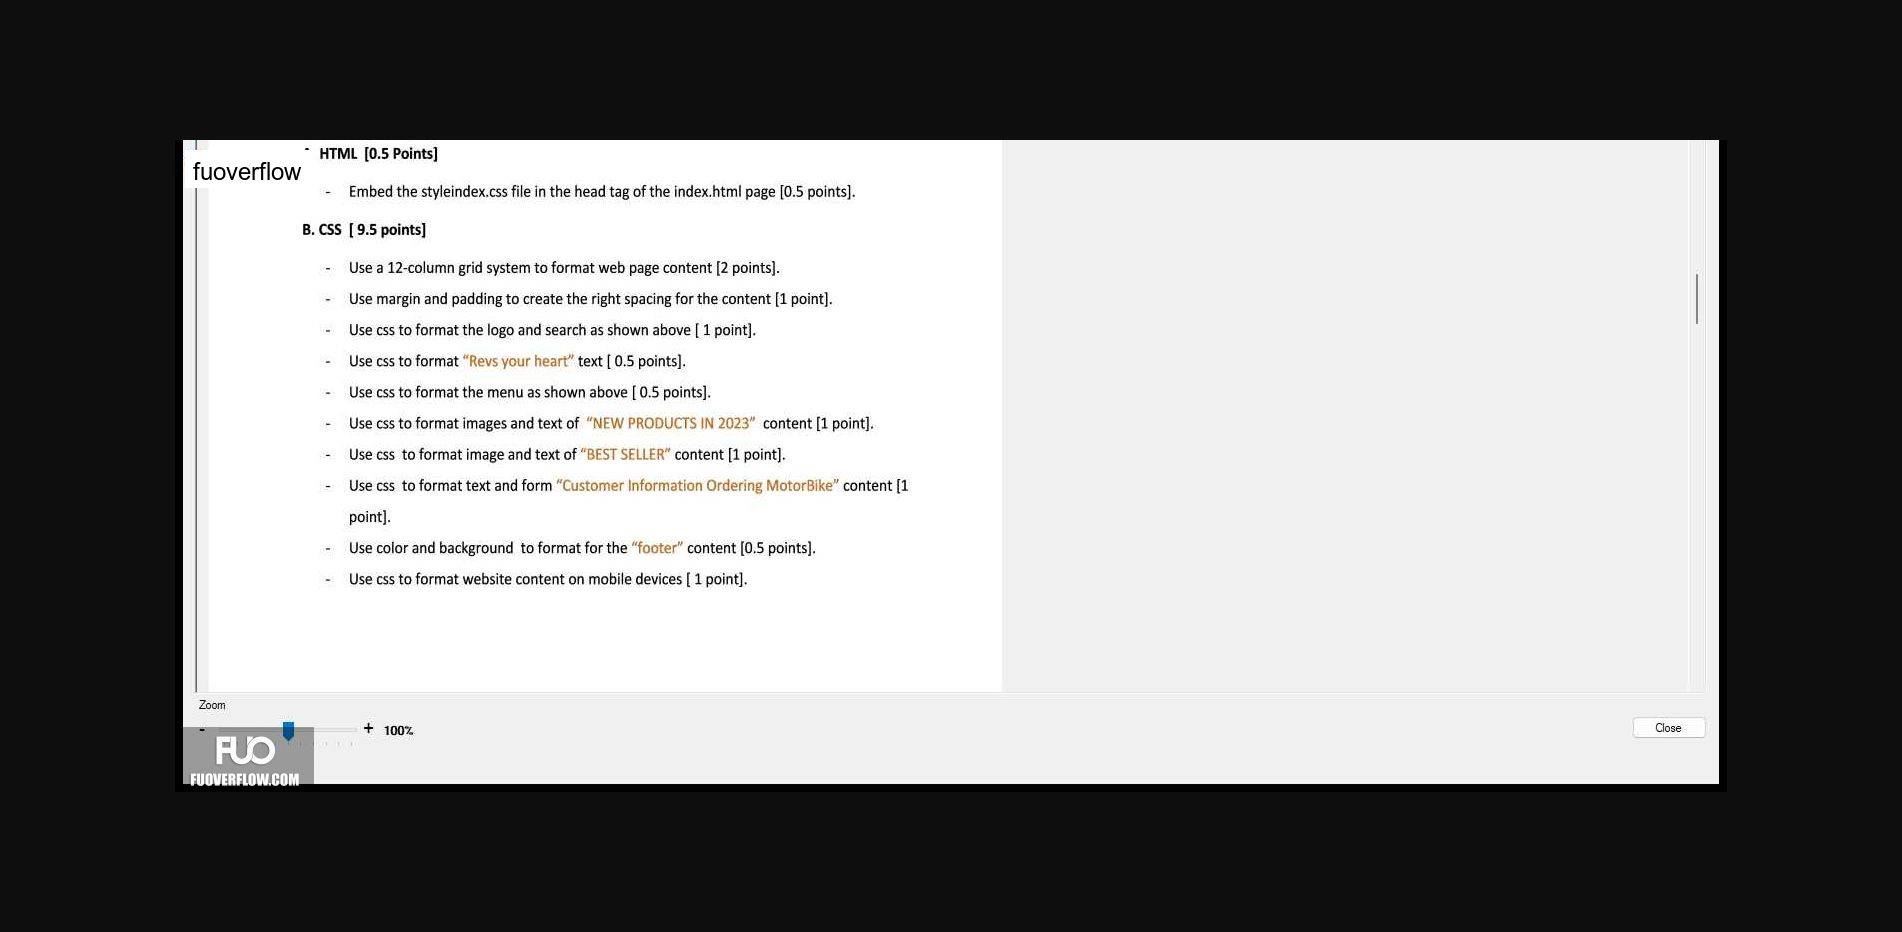 HTML [0.5 Points]
fuoverflow
- Embed the styleindex.css file in the head tag of the index.html page [0.5 points].
B. CSS [ 9.5 points]
- Use a 12-column grid system to format web page content [2 points].
- Use margin and padding to create the right spacing for the content [1 point].
- Use css to format the logo and search as shown above [ 1 point].
- Use css to format “Revs your heart” text [ 0.5 points].
- Use css to format the menu as shown above [ 0.5 points].
- Use css to format images and text of “NEW PRODUCTS IN 2023” content [1 point].
- Use css to format image and text of “BEST SELLER” content [1 point].
- Use css to format text and form “Customer Information Ordering MotorBike” content [1
point].
- Use color and background to format for the “footer” content [0.5 points].
- Use css to format website content on mobile devices [ 1 point].
Zoom
- + 100%
Close
FUO
FUOVERFLOW.COM